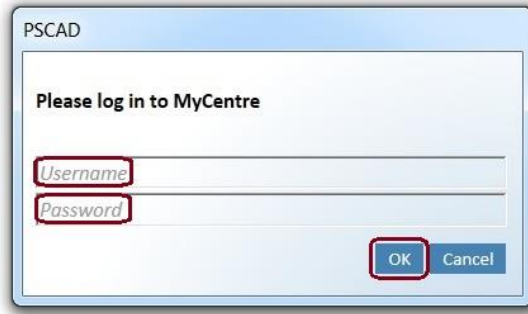 PSCAD
Please log in to MyCentre
Username
Password
OK Cancel